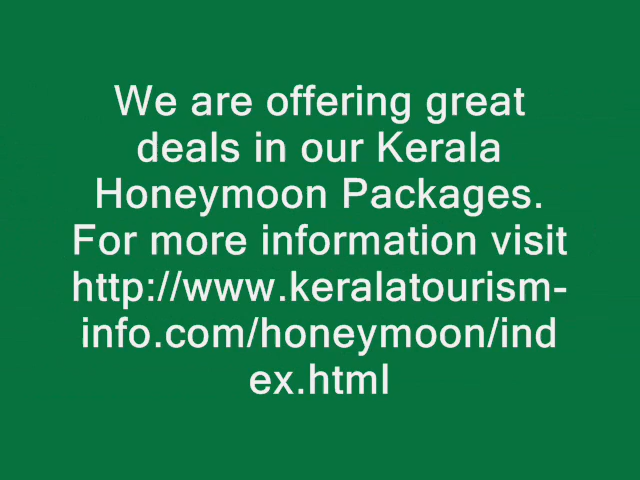 We are offering great
deals in our Kerala
Honeymoon Packages.
For more information visit
http://www.keralatourism-
info.com/honeymoon/ind
ex.html